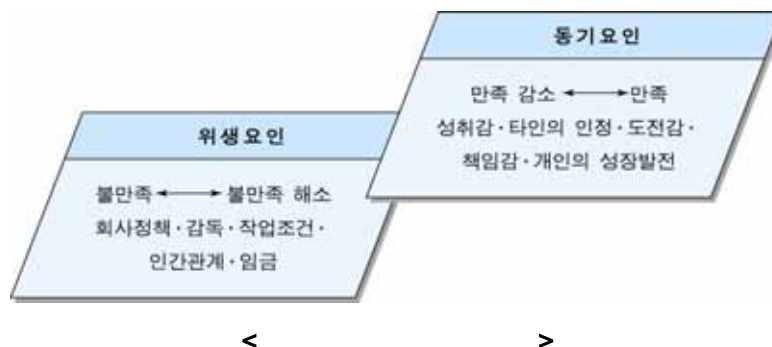 동기요인
만족 감소 ↔ 만족
성취감·타인의 인정·도전감·
책임감·개인의 성장발전
위생요인
불만족 ↔ 불만족 해소
회사정책·감독·작업조건·
인간관계·임금
< >